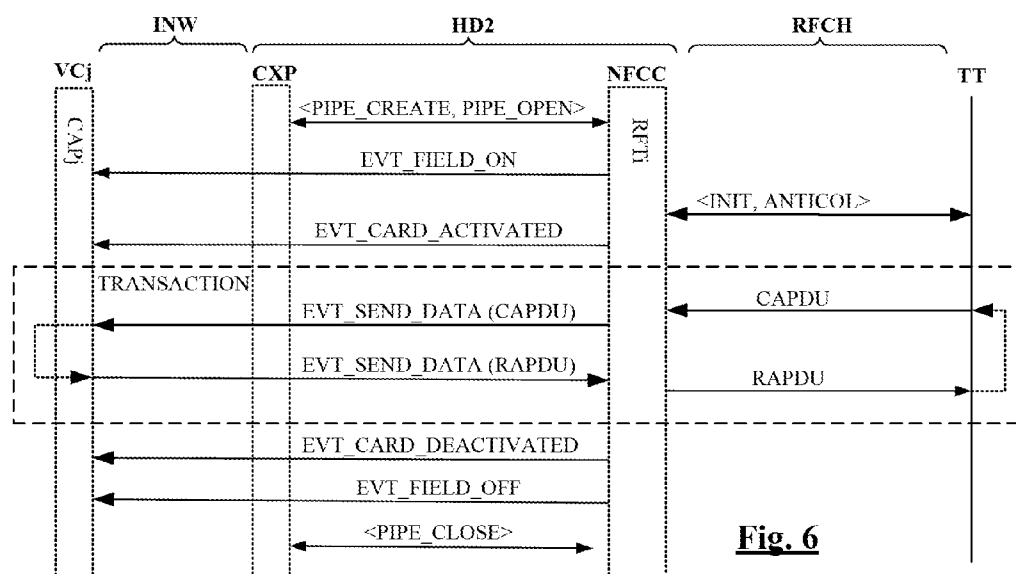 INW HD2 RFCH
VCj CXP NFCC TT
CAPj
RFTi
<PIPE_CREATE, PIPE_OPEN>
EVT_FIELD_ON
<INIT, ANTICOL>
EVT_CARD_ACTIVATED
TRANSACTION
CAPDU
EVT_SEND_DATA (CAPDU)
EVT_SEND_DATA (RAPDU)
RAPDU
EVT_CARD_DEACTIVATED
EVT_FIELD_OFF
<PIPE_CLOSE>
Fig. 6